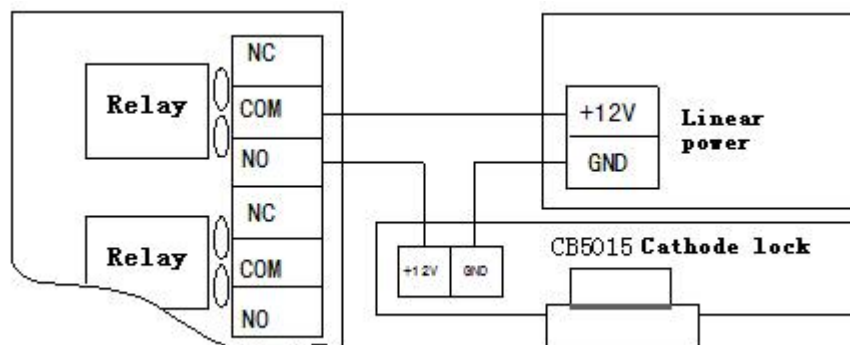 Relay
NC
COM
NO
Relay
NC
COM
NO
+12V
GND
Linear
power
CB5015 Cathode lock
+12V
GND